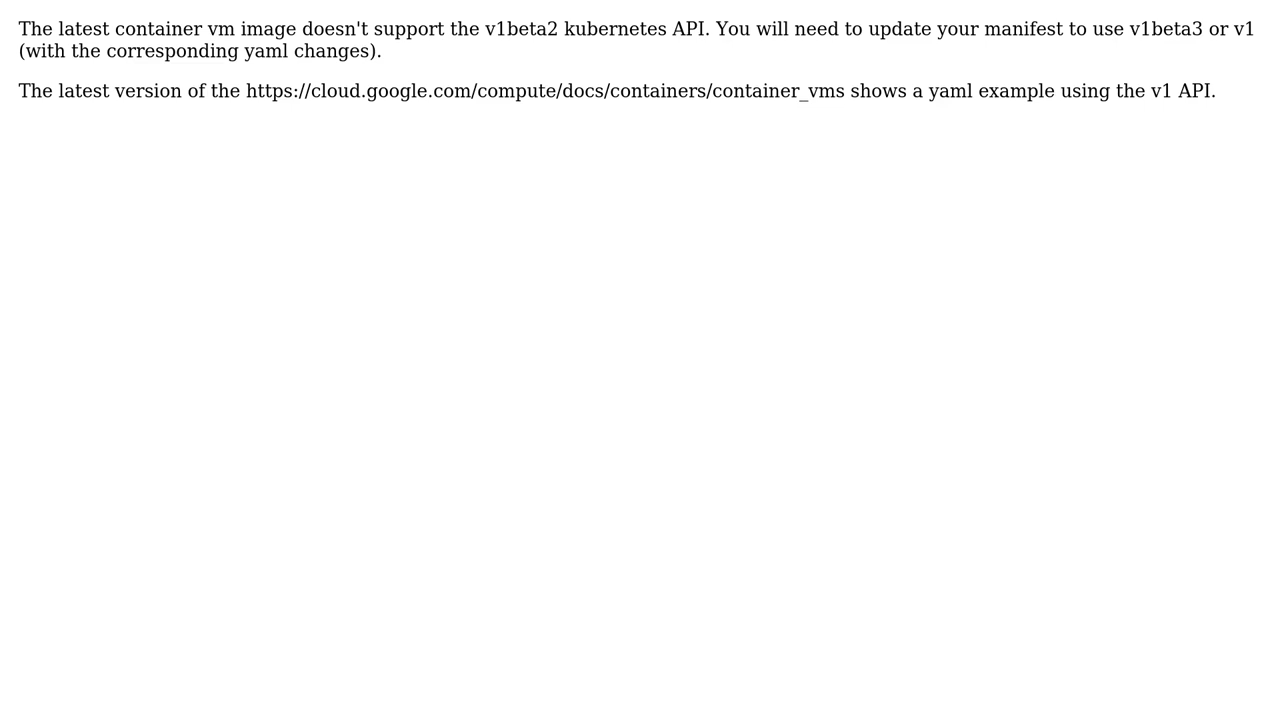 The latest container vm image doesn't support the v1beta2 kubernetes API. You will need to update your manifest to use v1beta3 or v1
(with the corresponding yaml changes).
The latest version of the https://cloud.google.com/compute/docs/containers/container_vms shows a yaml example using the v1 API.